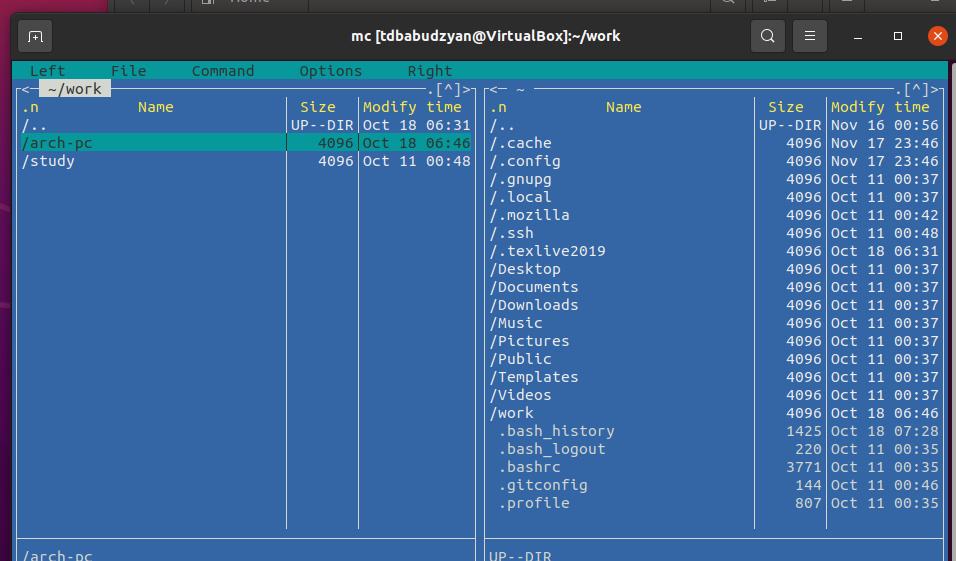 Home
mc [tdbabudzyan@VirtualBox]:~/work
Left File Command Options Right
<─ ~/work .[^]>
.n Name Size Modify time
/.. UP--DIR Oct 18 06:31
/arch-pc 4096 Oct 18 06:46
/study 4096 Oct 11 00:48
/arch-pc
<─ ~ .[^]>
.n Name Size Modify time
/.. UP--DIR Nov 16 00:56
/.cache 4096 Nov 17 23:46
/.config 4096 Nov 17 23:46
/.gnupg 4096 Oct 11 00:37
/.local 4096 Oct 11 00:37
/.mozilla 4096 Oct 11 00:42
/.ssh 4096 Oct 11 00:48
/.texlive2019 4096 Oct 18 06:31
/Desktop 4096 Oct 11 00:37
/Documents 4096 Oct 11 00:37
/Downloads 4096 Oct 11 00:37
/Music 4096 Oct 11 00:37
/Pictures 4096 Oct 11 00:37
/Public 4096 Oct 11 00:37
/Templates 4096 Oct 11 00:37
/Videos 4096 Oct 11 00:37
/work 4096 Oct 18 06:46
.bash_history 1425 Oct 18 07:28
.bash_logout 220 Oct 11 00:35
.bashrc 3771 Oct 11 00:35
.gitconfig 144 Oct 11 00:46
.profile 807 Oct 11 00:35
UP--DIR